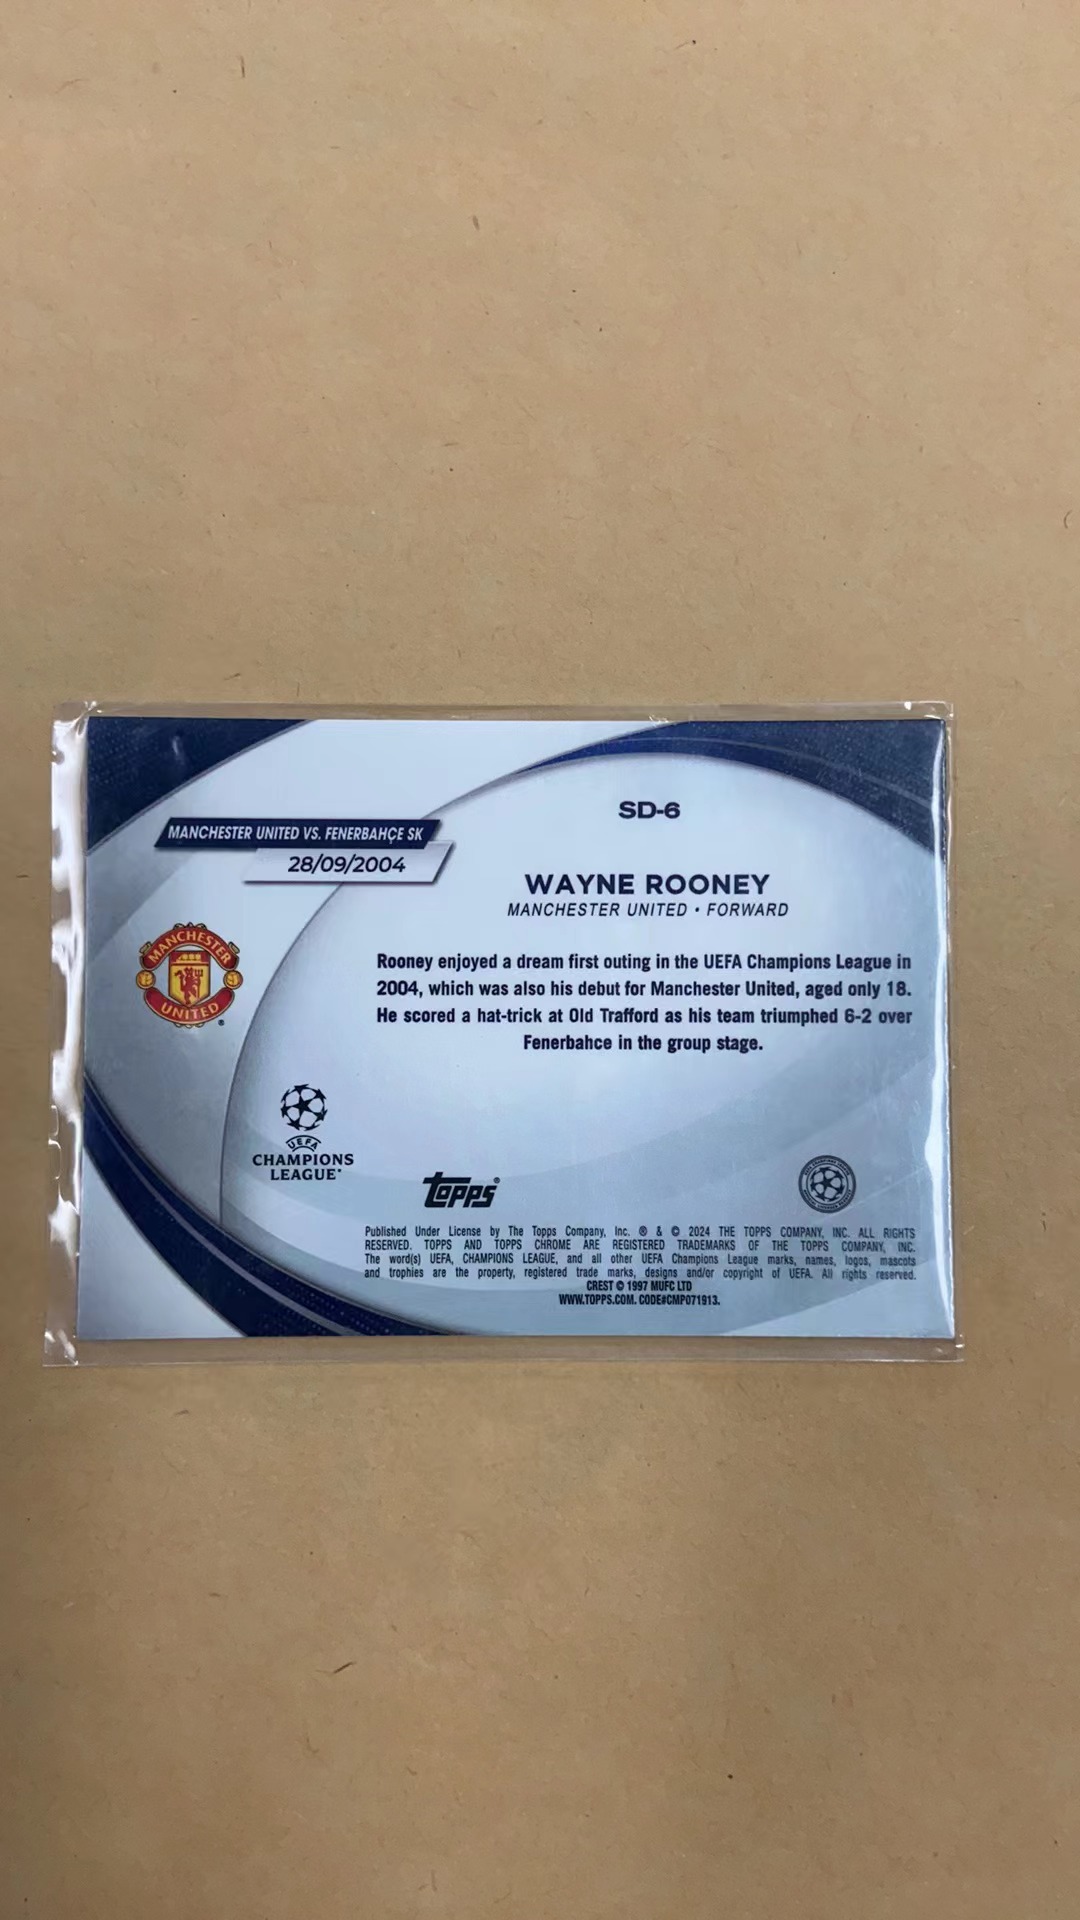 SD-6
MANCHESTER UNITED VS. FENERBAHÇE SK
28/09/2004
WAYNE ROONEY
MANCHESTER UNITED • FORWARD
MANCHESTER
UNITED
®
Rooney enjoyed a dream first outing in the UEFA Champions League in
2004, which was also his debut for Manchester United, aged only 18.
He scored a hat-trick at Old Trafford as his team triumphed 6-2 over
Fenerbahce in the group stage.
UEFA
CHAMPIONS
LEAGUE
topps®
Published Under License by The Topps Company, Inc. ® & © 2024 THE TOPPS COMPANY, INC. ALL RIGHTS
RESERVED. TOPPS AND TOPPS CHROME ARE REGISTERED TRADEMARKS OF THE TOPPS COMPANY, INC.
The word(s) UEFA, CHAMPIONS LEAGUE, and all other UEFA Champions League marks, names, logos, mascots
and trophies are the property, registered trade marks, designs and/or copyright of UEFA. All rights reserved.
CREST © 1997 MUFC LTD
WWW.TOPPS.COM. CODE#CMP071913.